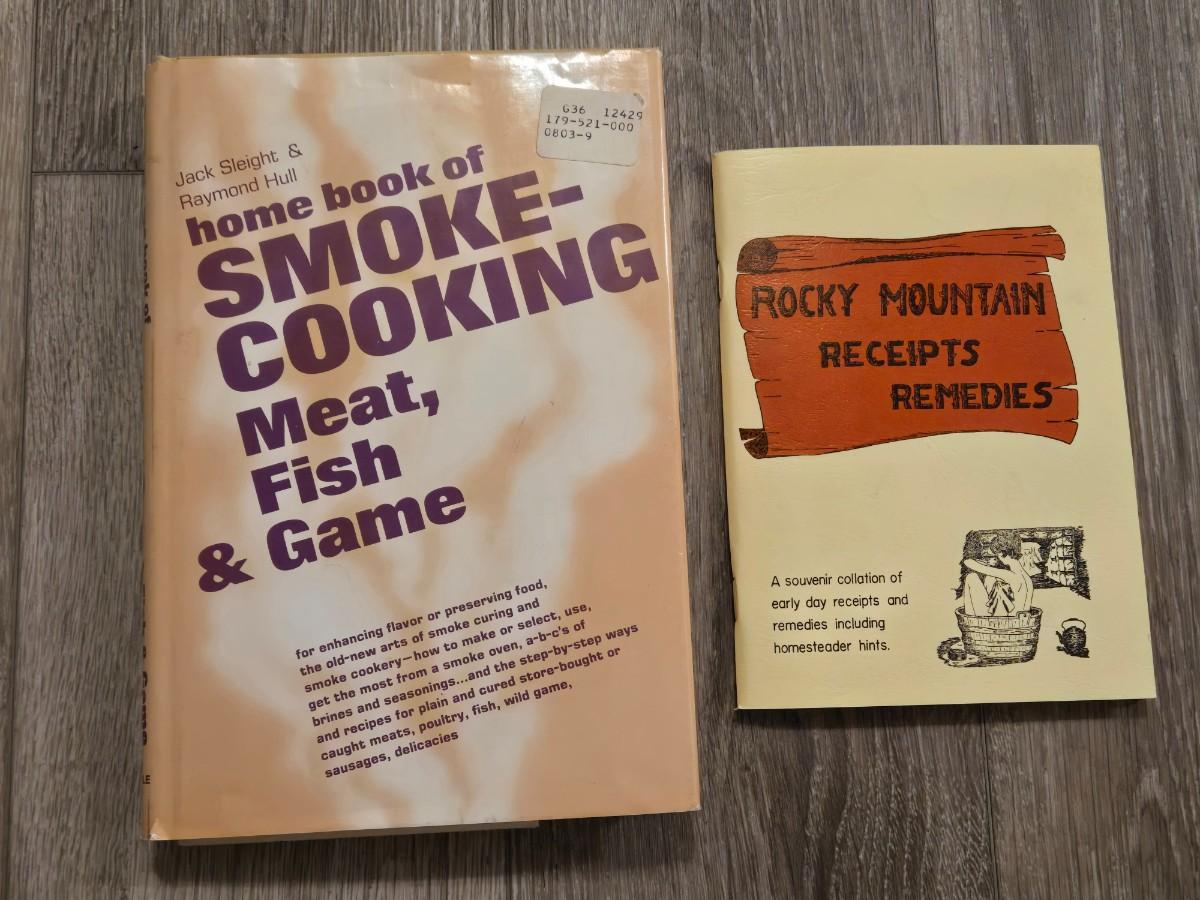 G36 12429
179-521-000
0803-9
Jack Sleight &
Raymond Hull
home book of
SMOKE-
COOKING
Meat,
Fish
& Game
for enhancing flavor or preserving food,
the old-new arts of smoke curing and
smoke cookery—how to make or select, use,
get the most from a smoke oven, a-b-c's of
brines and seasonings...and the step-by-step ways
and recipes for plain and cured store-bought or
caught meats, poultry, fish, wild game,
sausages, delicacies
ROCKY MOUNTAIN
RECEIPTS
REMEDIES
A souvenir collation of
early day receipts and
remedies including
homesteader hints.